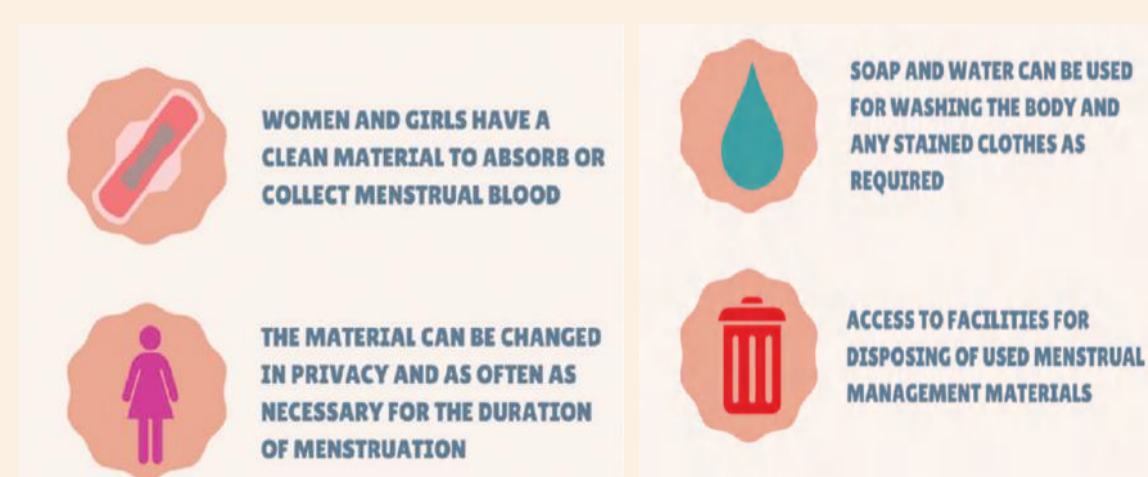 WOMEN AND GIRLS HAVE A
CLEAN MATERIAL TO ABSORB OR
COLLECT MENSTRUAL BLOOD
THE MATERIAL CAN BE CHANGED
IN PRIVACY AND AS OFTEN AS
NECESSARY FOR THE DURATION
OF MENSTRUATION
SOAP AND WATER CAN BE USED
FOR WASHING THE BODY AND
ANY STAINED CLOTHES AS
REQUIRED
ACCESS TO FACILITIES FOR
DISPOSING OF USED MENSTRUAL
MANAGEMENT MATERIALS